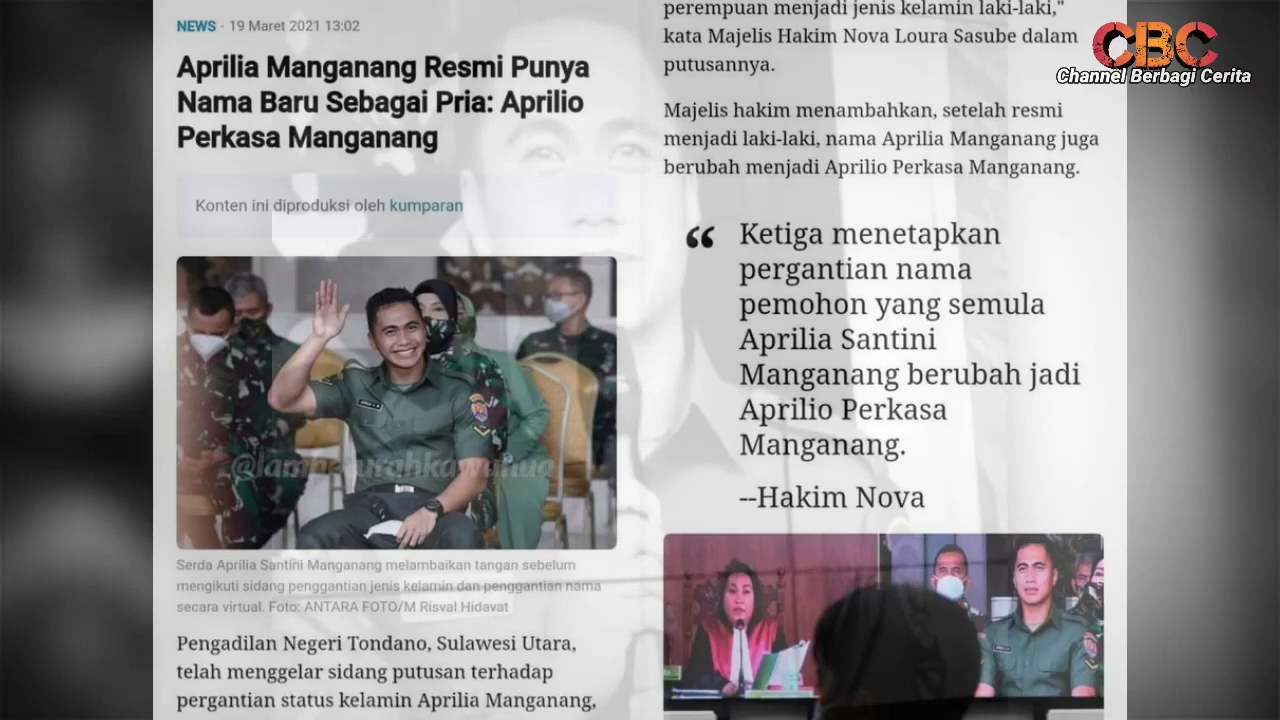 NEWS · 19 Maret 2021 13:02
Aprilia Manganang Resmi Punya
Nama Baru Sebagai Pria: Aprilio
Perkasa Manganang
Konten ini diproduksi oleh kumparan
Serda Aprilia Santini Manganang melambaikan tangan sebelum
mengikuti sidang penggantian jenis kelamin dan penggantian nama
secara virtual. Foto: ANTARA FOTO/M Risval Hidayat
Pengadilan Negeri Tondano, Sulawesi Utara,
telah menggelar sidang putusan terhadap
pergantian status kelamin Aprilia Manganang,
perempuan menjadi jenis kelamin laki-laki,"
kata Majelis Hakim Nova Loura Sasube dalam
putusannya.
Majelis hakim menambahkan, setelah resmi
menjadi laki-laki, nama Aprilia Manganang juga
berubah menjadi Aprilio Perkasa Manganang.
“ Ketiga menetapkan
pergantian nama
pemohon yang semula
Aprilia Santini
Manganang berubah jadi
Aprilio Perkasa
Manganang.
--Hakim Nova
CBC
Channel Berbagi Cerita